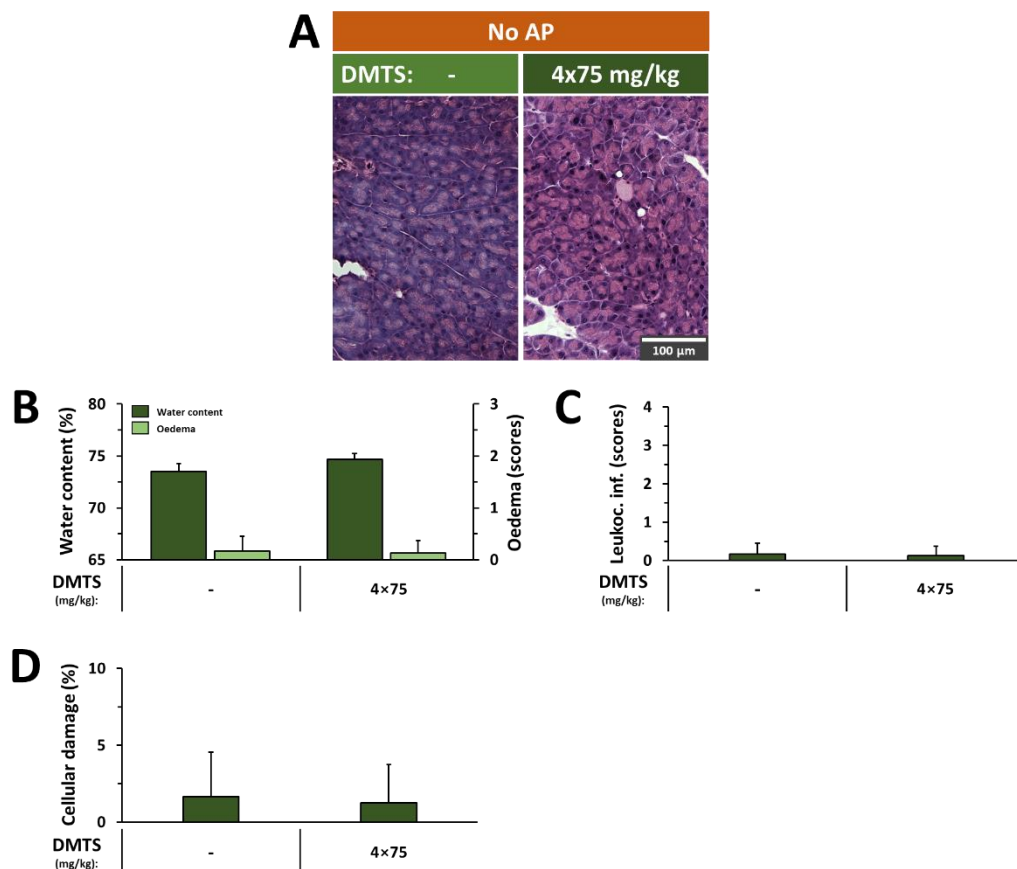 A
No AP
DMTS: -
4x75 mg/kg
100 µm
B
Water content (%)
80
75
70
65
Water content
Oedema
3
2
1
0
Oedema (scores)
DMTS
(mg/kg):
-
4×75
C
Leukoc. inf. (scores)
4
3
2
1
0
DMTS
(mg/kg):
-
4×75
D
Cellular damage (%)
10
5
0
DMTS
(mg/kg):
-
4×75